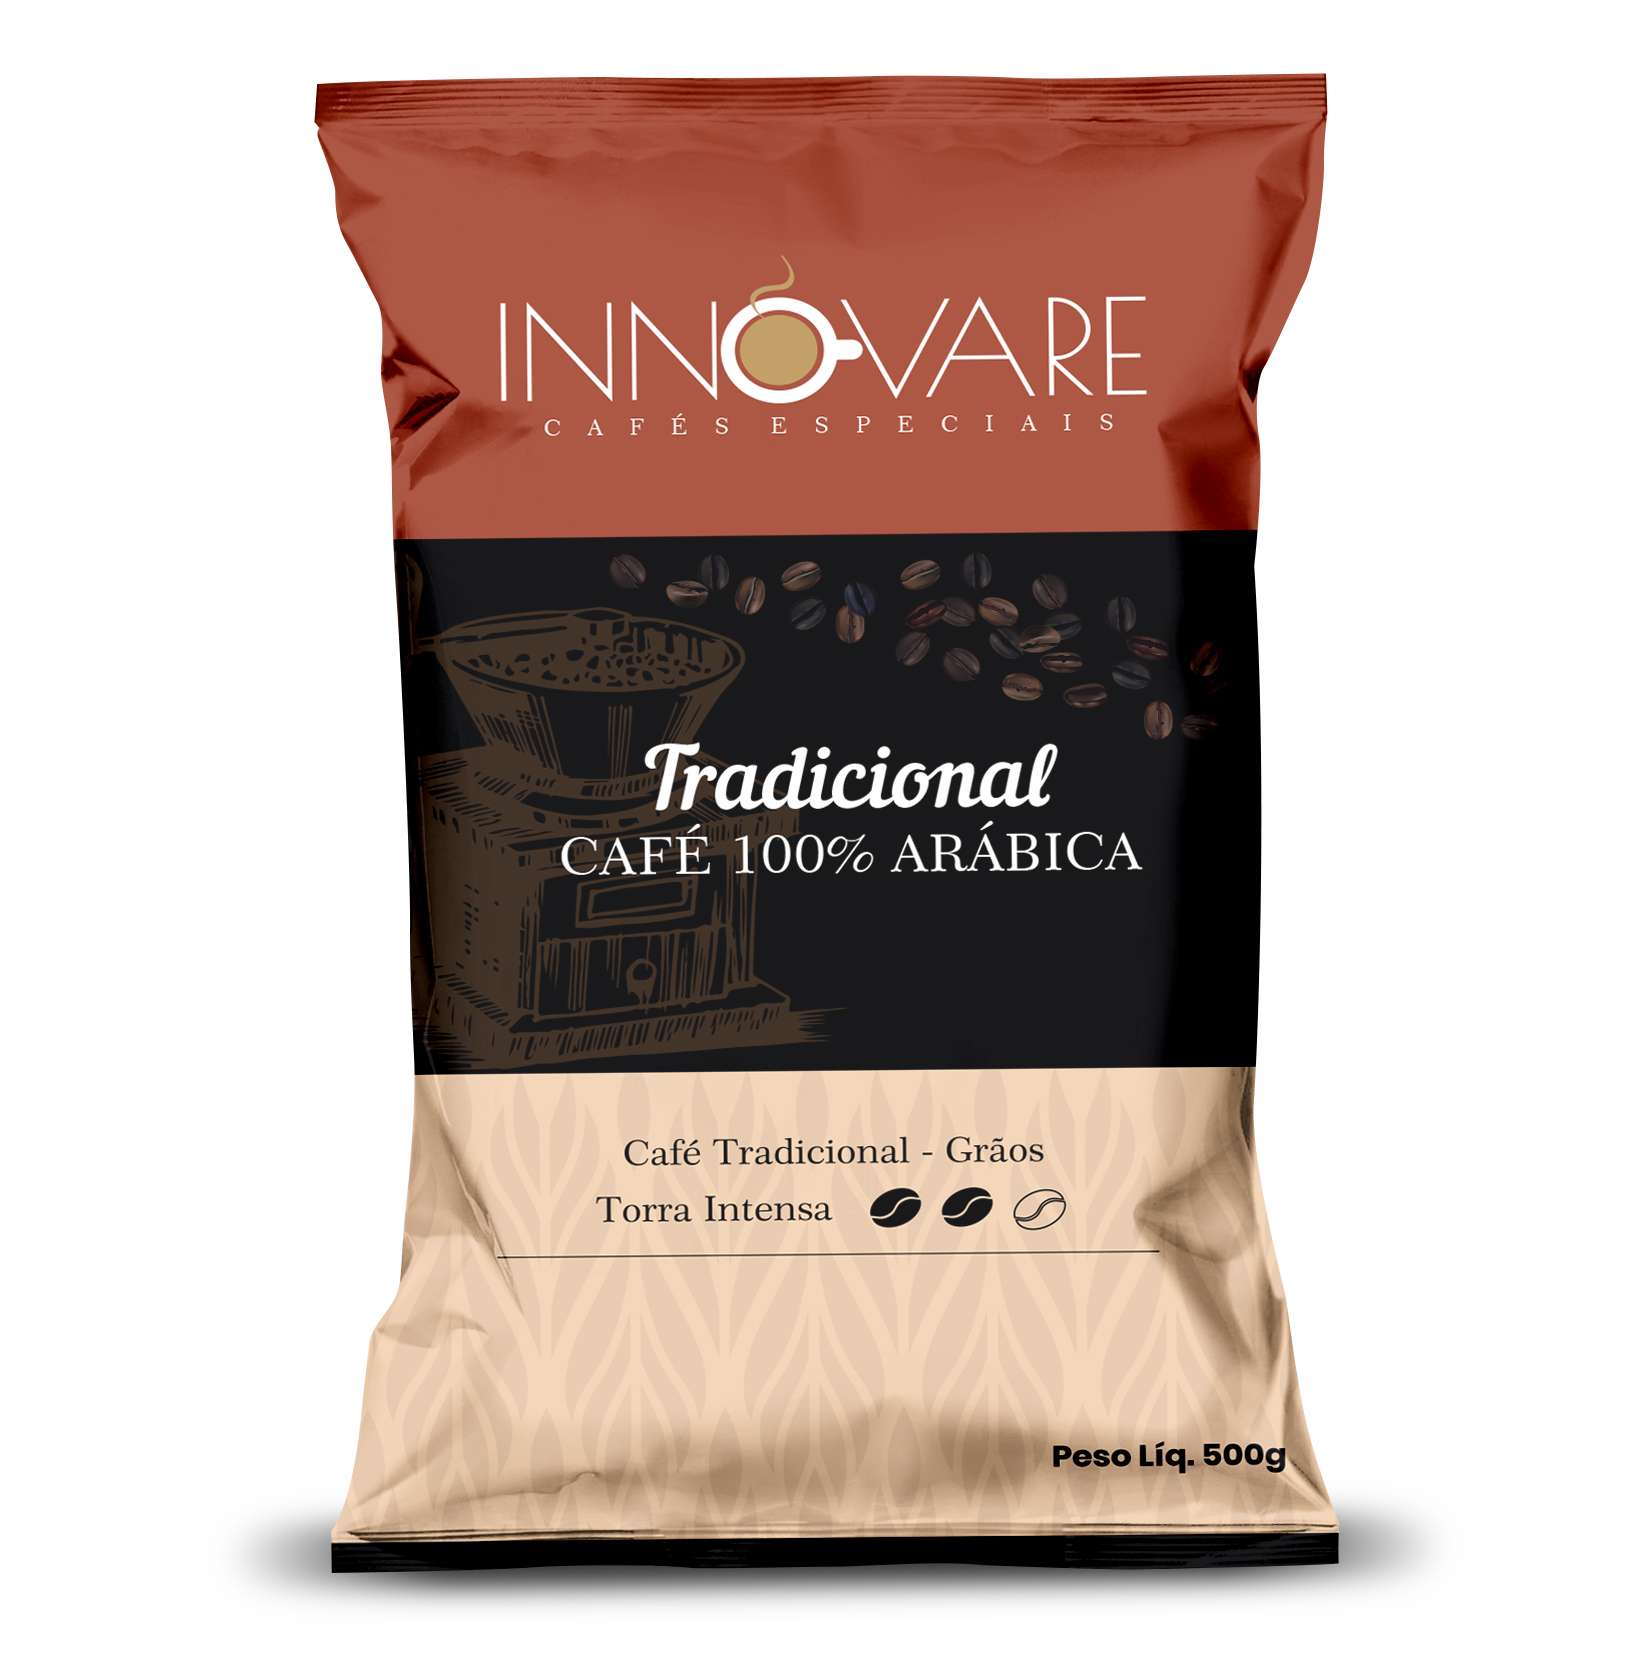 INNOVARE
CAFÉS ESPECIAIS
Tradicional
CAFÉ 100% ARÁBICA
Café Tradicional - Grãos
Torra Intensa
Peso Líq. 500g